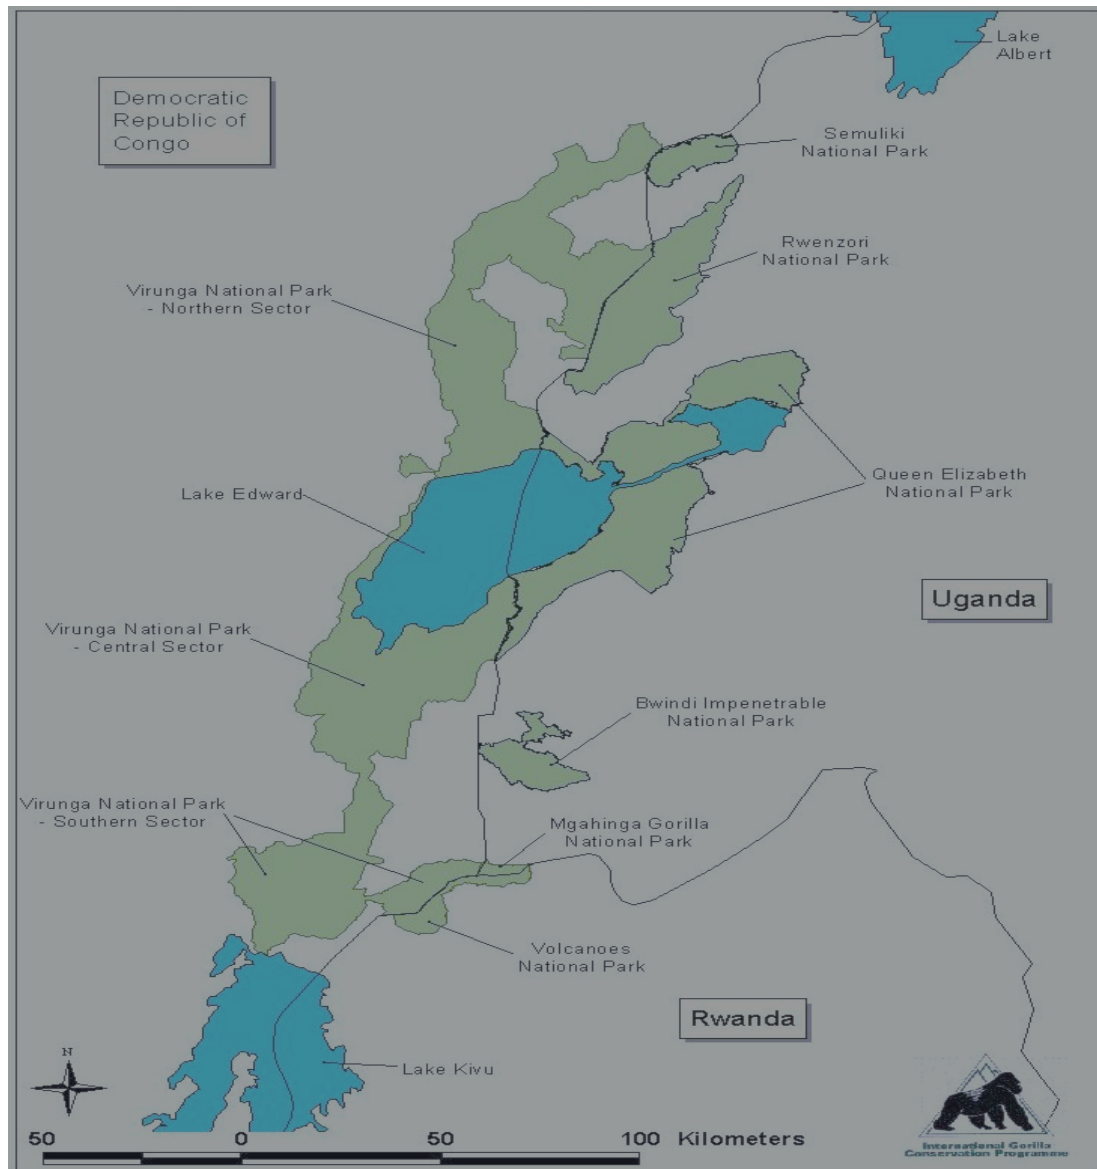 Lake
Albert
Democratic
Republic of
Congo
Semuliki
National Park
Rwenzori
National Park
Virunga National Park
- Northern Sector
Queen Elizabeth
National Park
Lake Edward
Uganda
Virunga National Park
- Central Sector
Bwindi Impenetrable
National Park
Virunga National Park
- Southern Sector
Mgahinga Gorilla
National Park
Volcanoes
National Park
Rwanda
N
Lake Kivu
50 0 50 100 Kilometers
International Gorilla
Conservation Programme